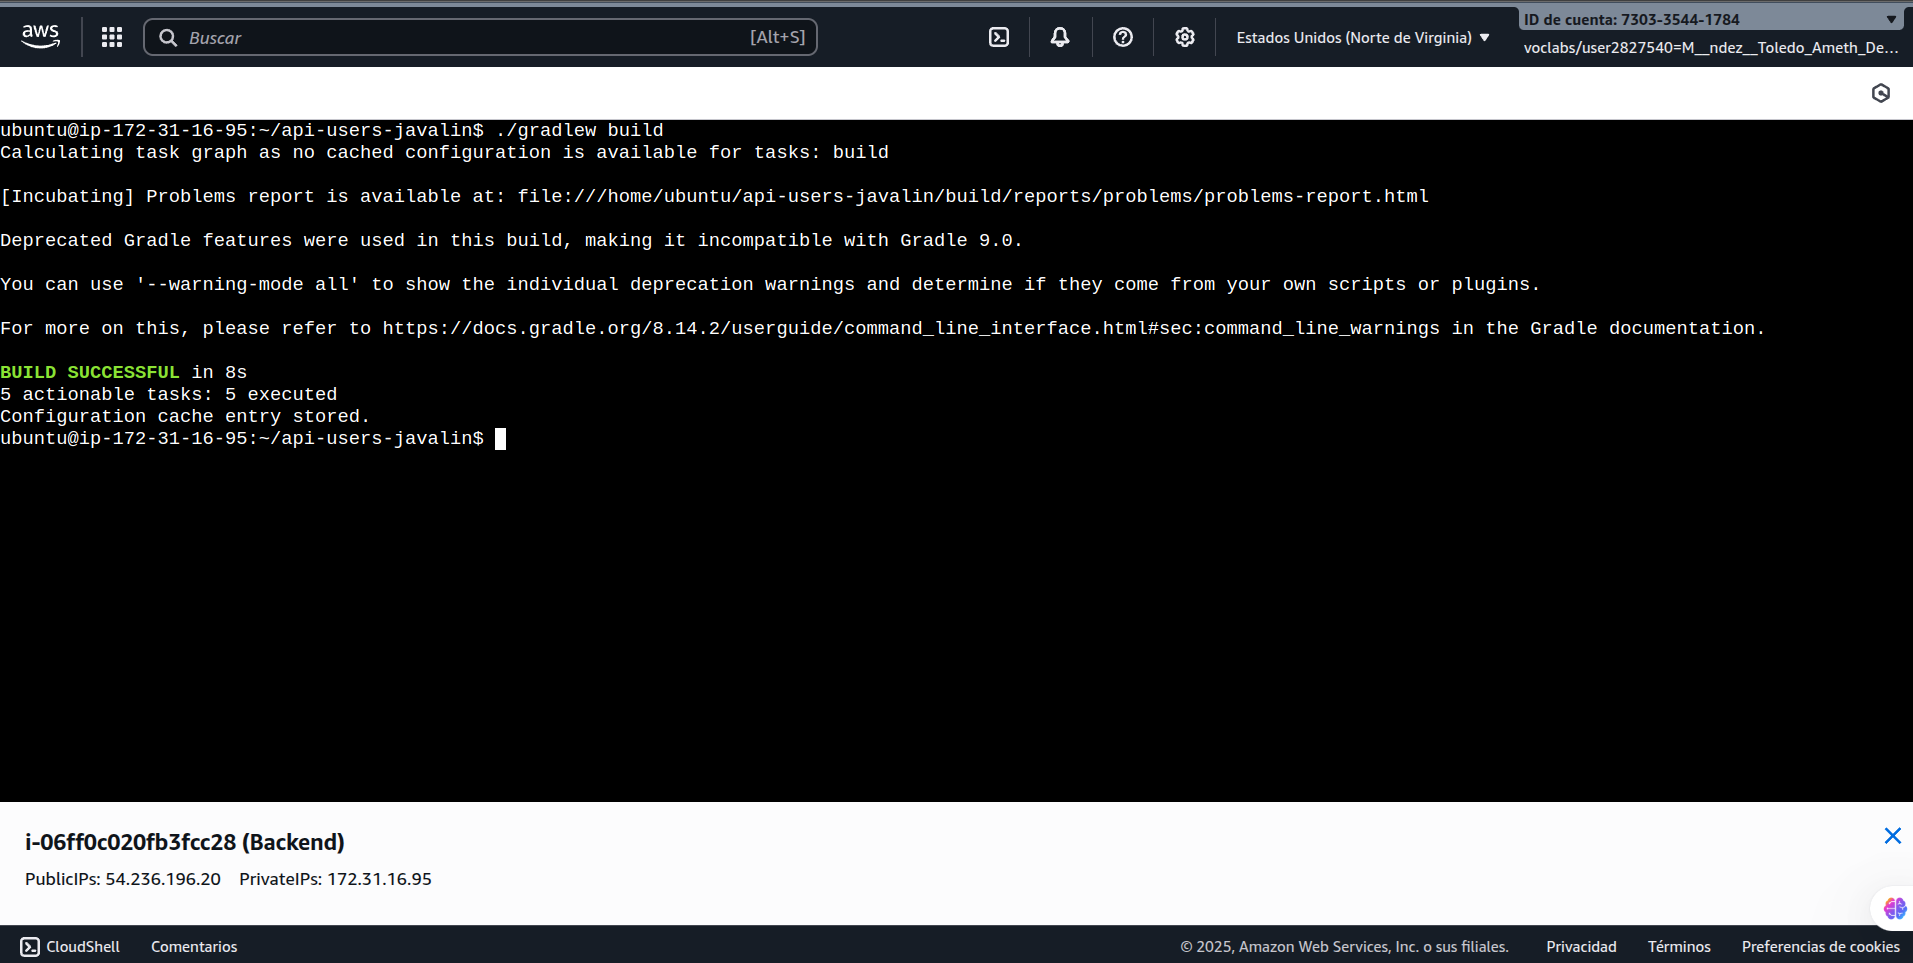 aws
Buscar
[Alt+S]
Estados Unidos (Norte de Virginia)
ID de cuenta: 7303-3544-1784
voclabs/user2827540=M__ndez__Toledo_Ameth_De...
ubuntu@ip-172-31-16-95:~/api-users-javalin$ ./gradlew build
Calculating task graph as no cached configuration is available for tasks: build
[Incubating] Problems report is available at: file:///home/ubuntu/api-users-javalin/build/reports/problems/problems-report.html
Deprecated Gradle features were used in this build, making it incompatible with Gradle 9.0.
You can use '--warning-mode all' to show the individual deprecation warnings and determine if they come from your own scripts or plugins.
For more on this, please refer to https://docs.gradle.org/8.14.2/userguide/command_line_interface.html#sec:command_line_warnings in the Gradle documentation.
BUILD SUCCESSFUL in 8s
5 actionable tasks: 5 executed
Configuration cache entry stored.
ubuntu@ip-172-31-16-95:~/api-users-javalin$
i-06ff0c020fb3fcc28 (Backend)
PublicIPs: 54.236.196.20 PrivateIPs: 172.31.16.95
CloudShell
Comentarios
© 2025, Amazon Web Services, Inc. o sus filiales.
Privacidad
Términos
Preferencias de cookies